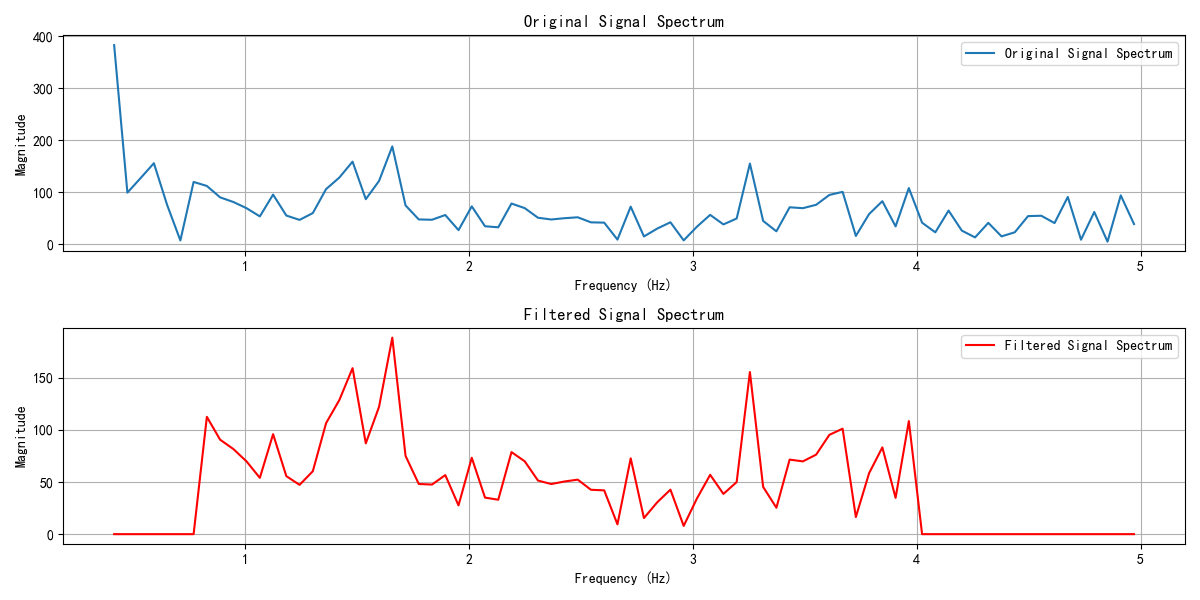 Original Signal Spectrum
400
300
200
100
0
Magnitude
Original Signal Spectrum
1 2 3 4 5
Frequency (Hz)
Filtered Signal Spectrum
150
100
50
0
Magnitude
Filtered Signal Spectrum
1 2 3 4 5
Frequency (Hz)